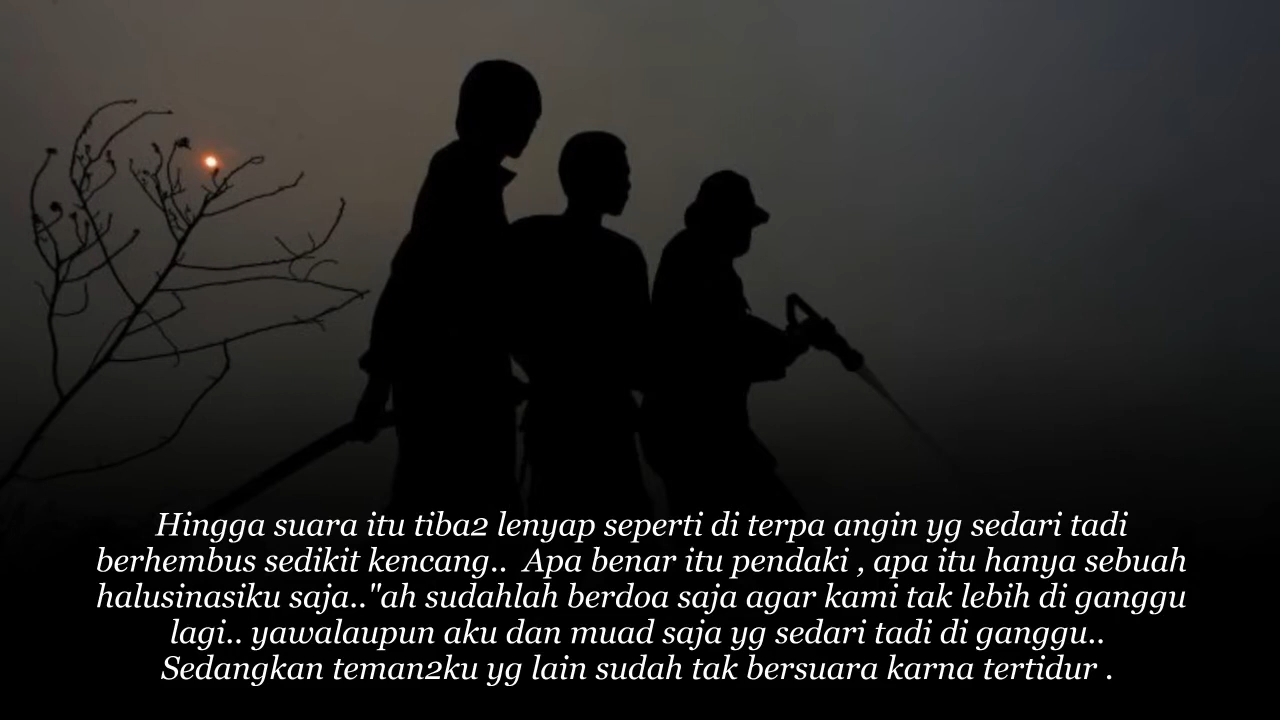 Hingga suara itu tiba2 lenyap seperti di terpa angin yg sedari tadi
berhembus sedikit kencang..  Apa benar itu pendaki , apa itu hanya sebuah
halusinasiku saja.."ah sudahlah berdoa saja agar kami tak lebih di ganggu
lagi.. yawalaupun aku dan muad saja yg sedari tadi di ganggu..
Sedangkan teman2ku yg lain sudah tak bersuara karna tertidur .